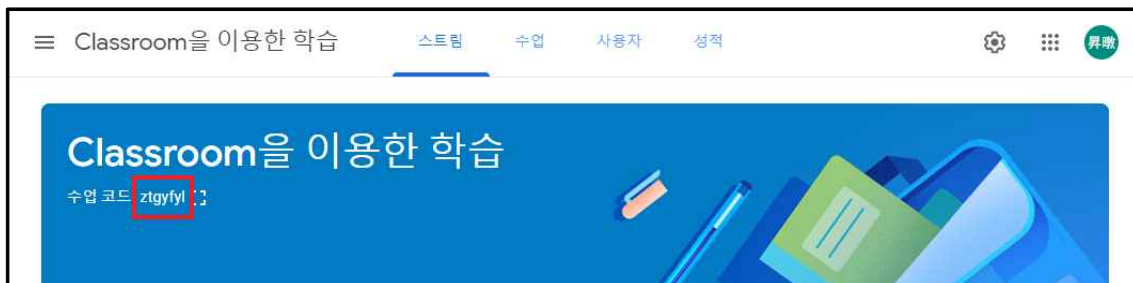 Classroom을 이용한 학습 스트림 수업 사용자 성적 昇暾
Classroom을 이용한 학습
수업 코드 ztgyfyl